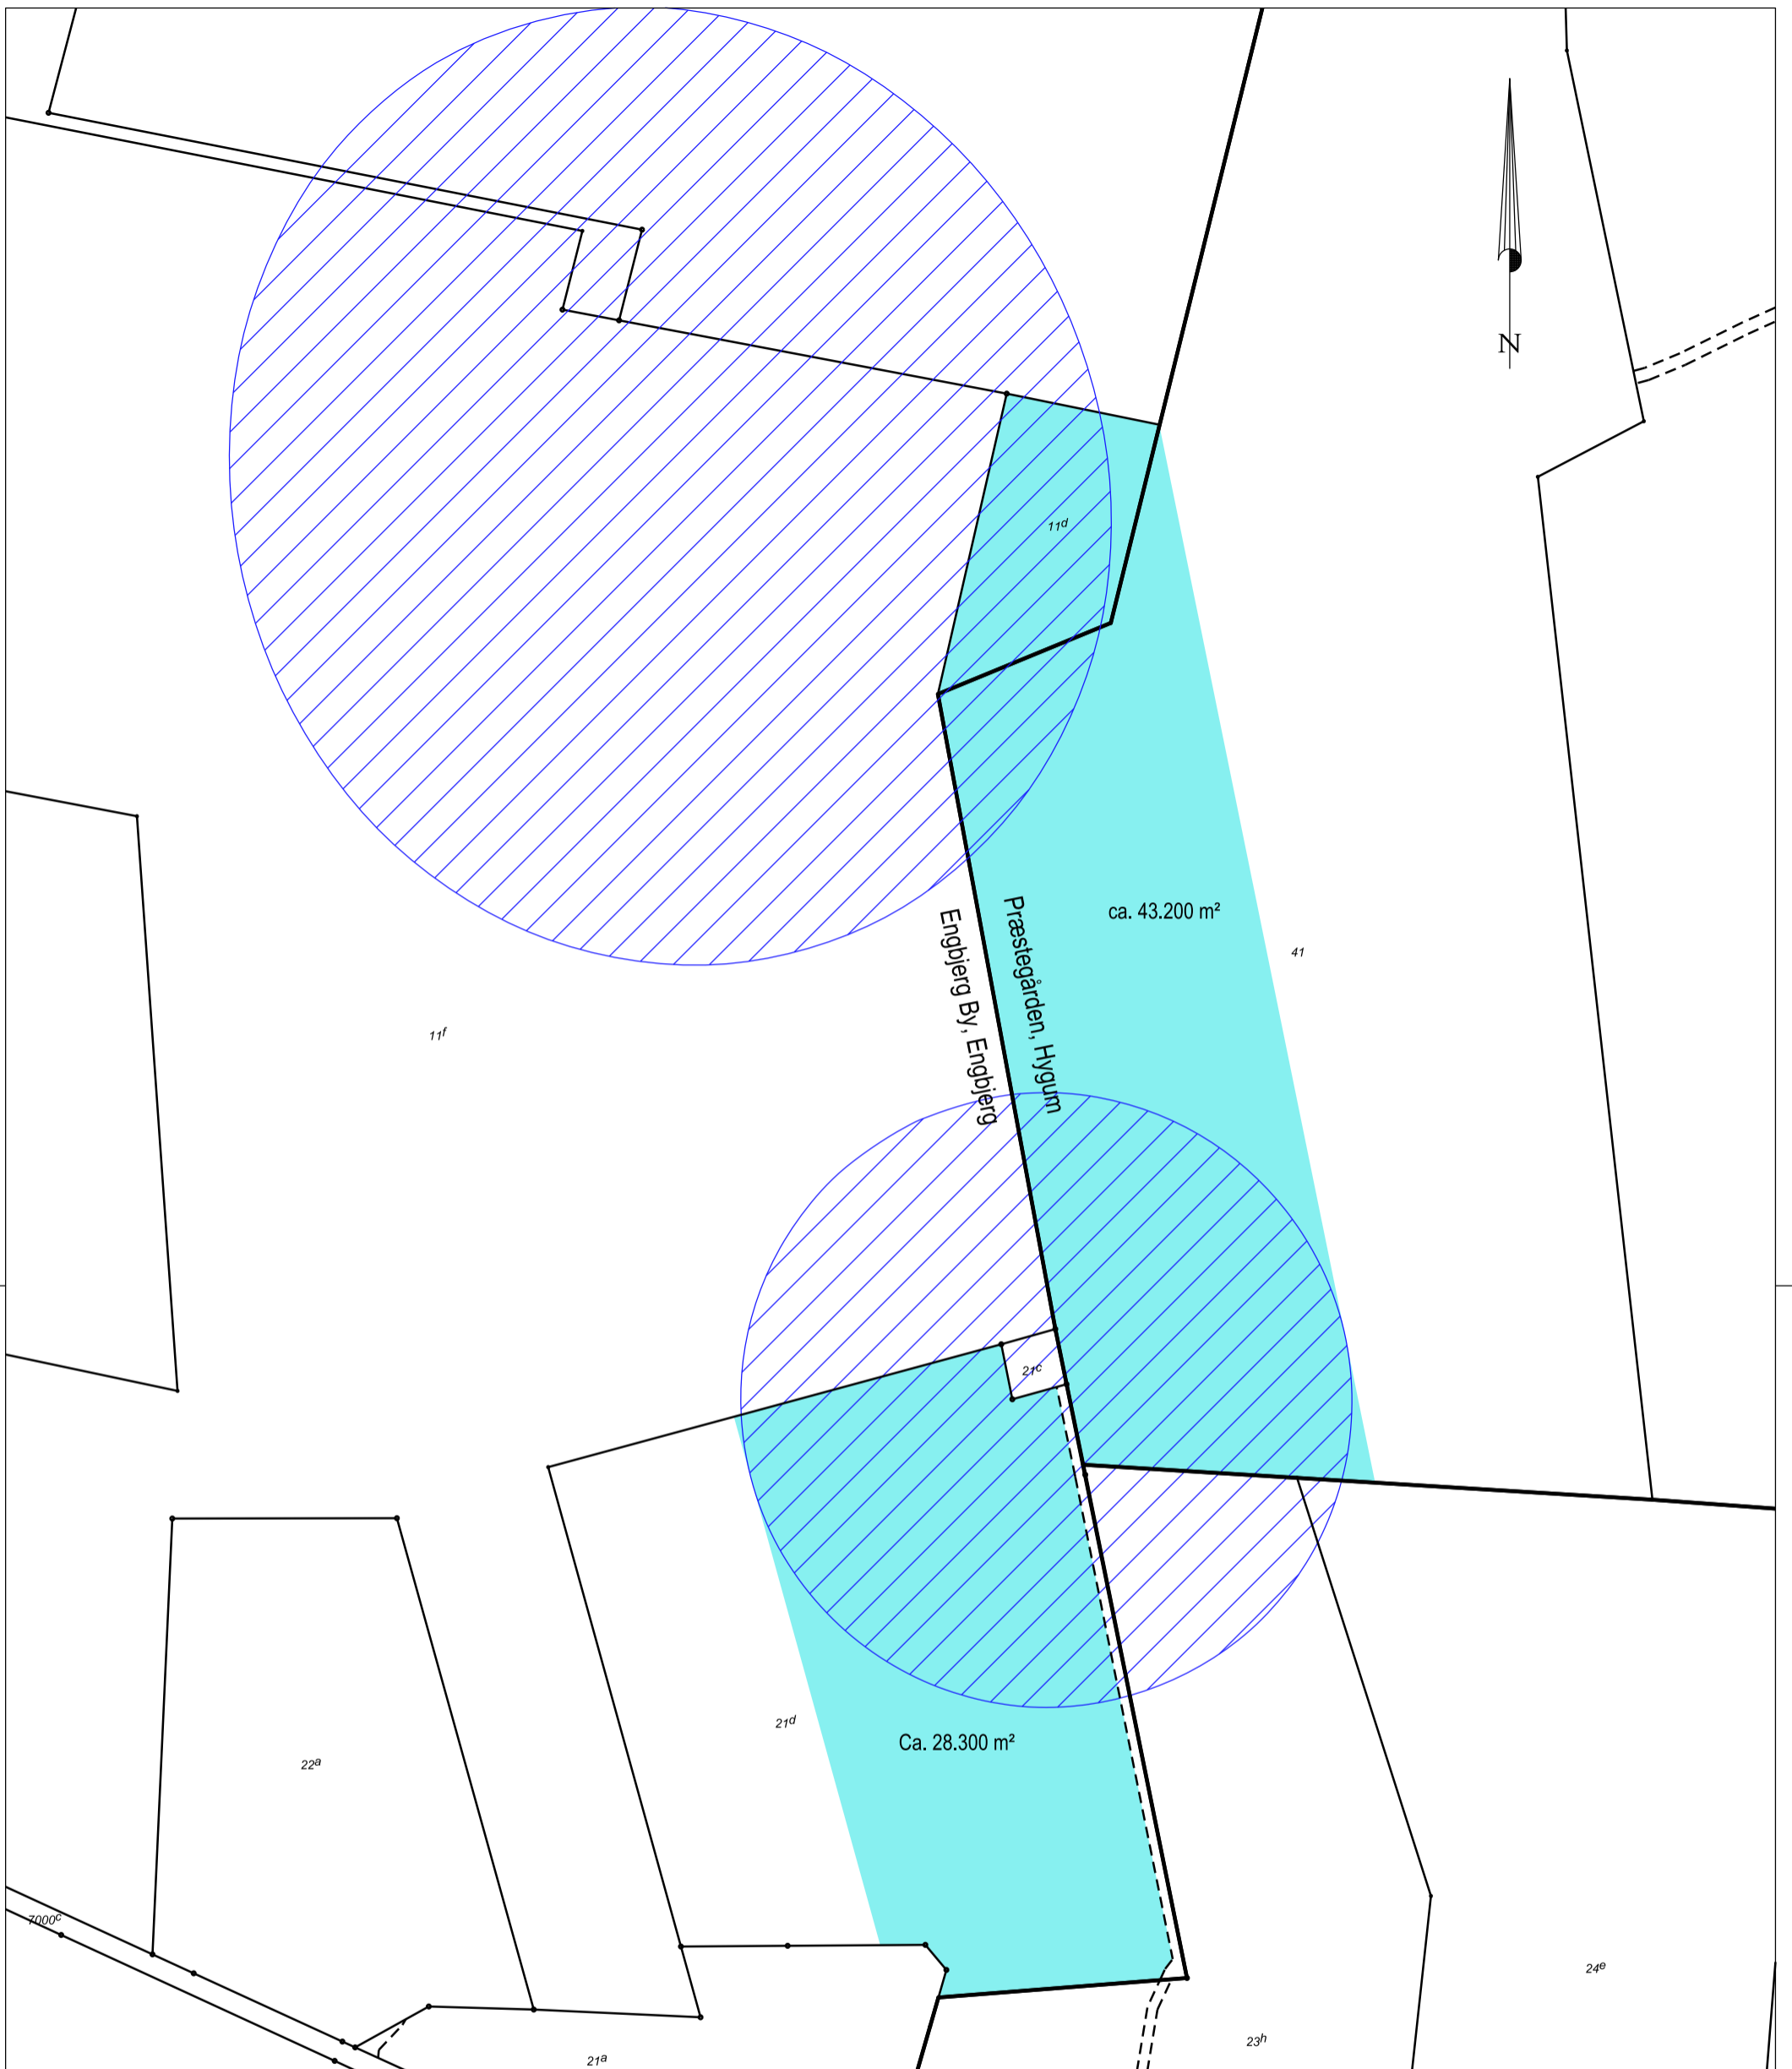 N
11d
ca. 43.200 m²
Præstegården, Hygum
Engbjerg By, Engbjerg
41
11f
21c
21d
Ca. 28.300 m²
22a
7000c
24e
23h
21a